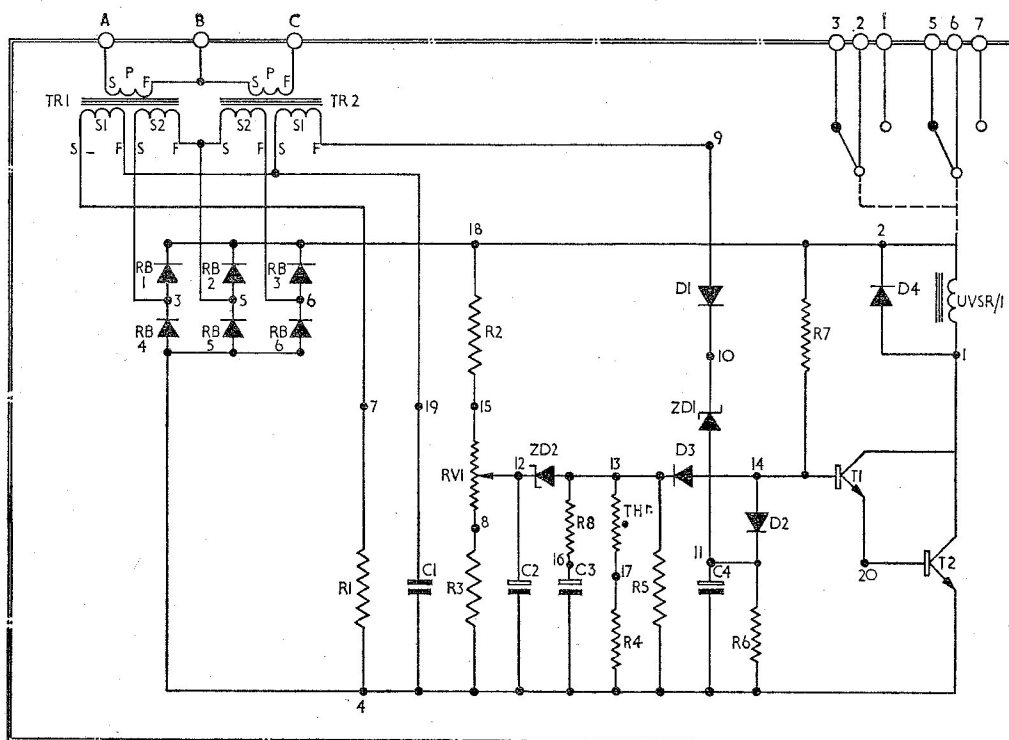 A B C 3 2 1 5 6 7
P P
S F S F
TR1 TR2
S1 S2 S2 S1
S F S F S F S F
9
18 2
RB 1 RB 2 RB 3
3 5 6
RB 4 RB 5 RB 6
R2 D1 R7 D4 UVSR/1
10 1
7 19 15
ZD1
RV1 12 ZD2 13 D3 14 T1
8 R8 THr. D2
16 17 11 20 T2
R1 C1 R3 C2 C3 R4 R5 C4 R6
4